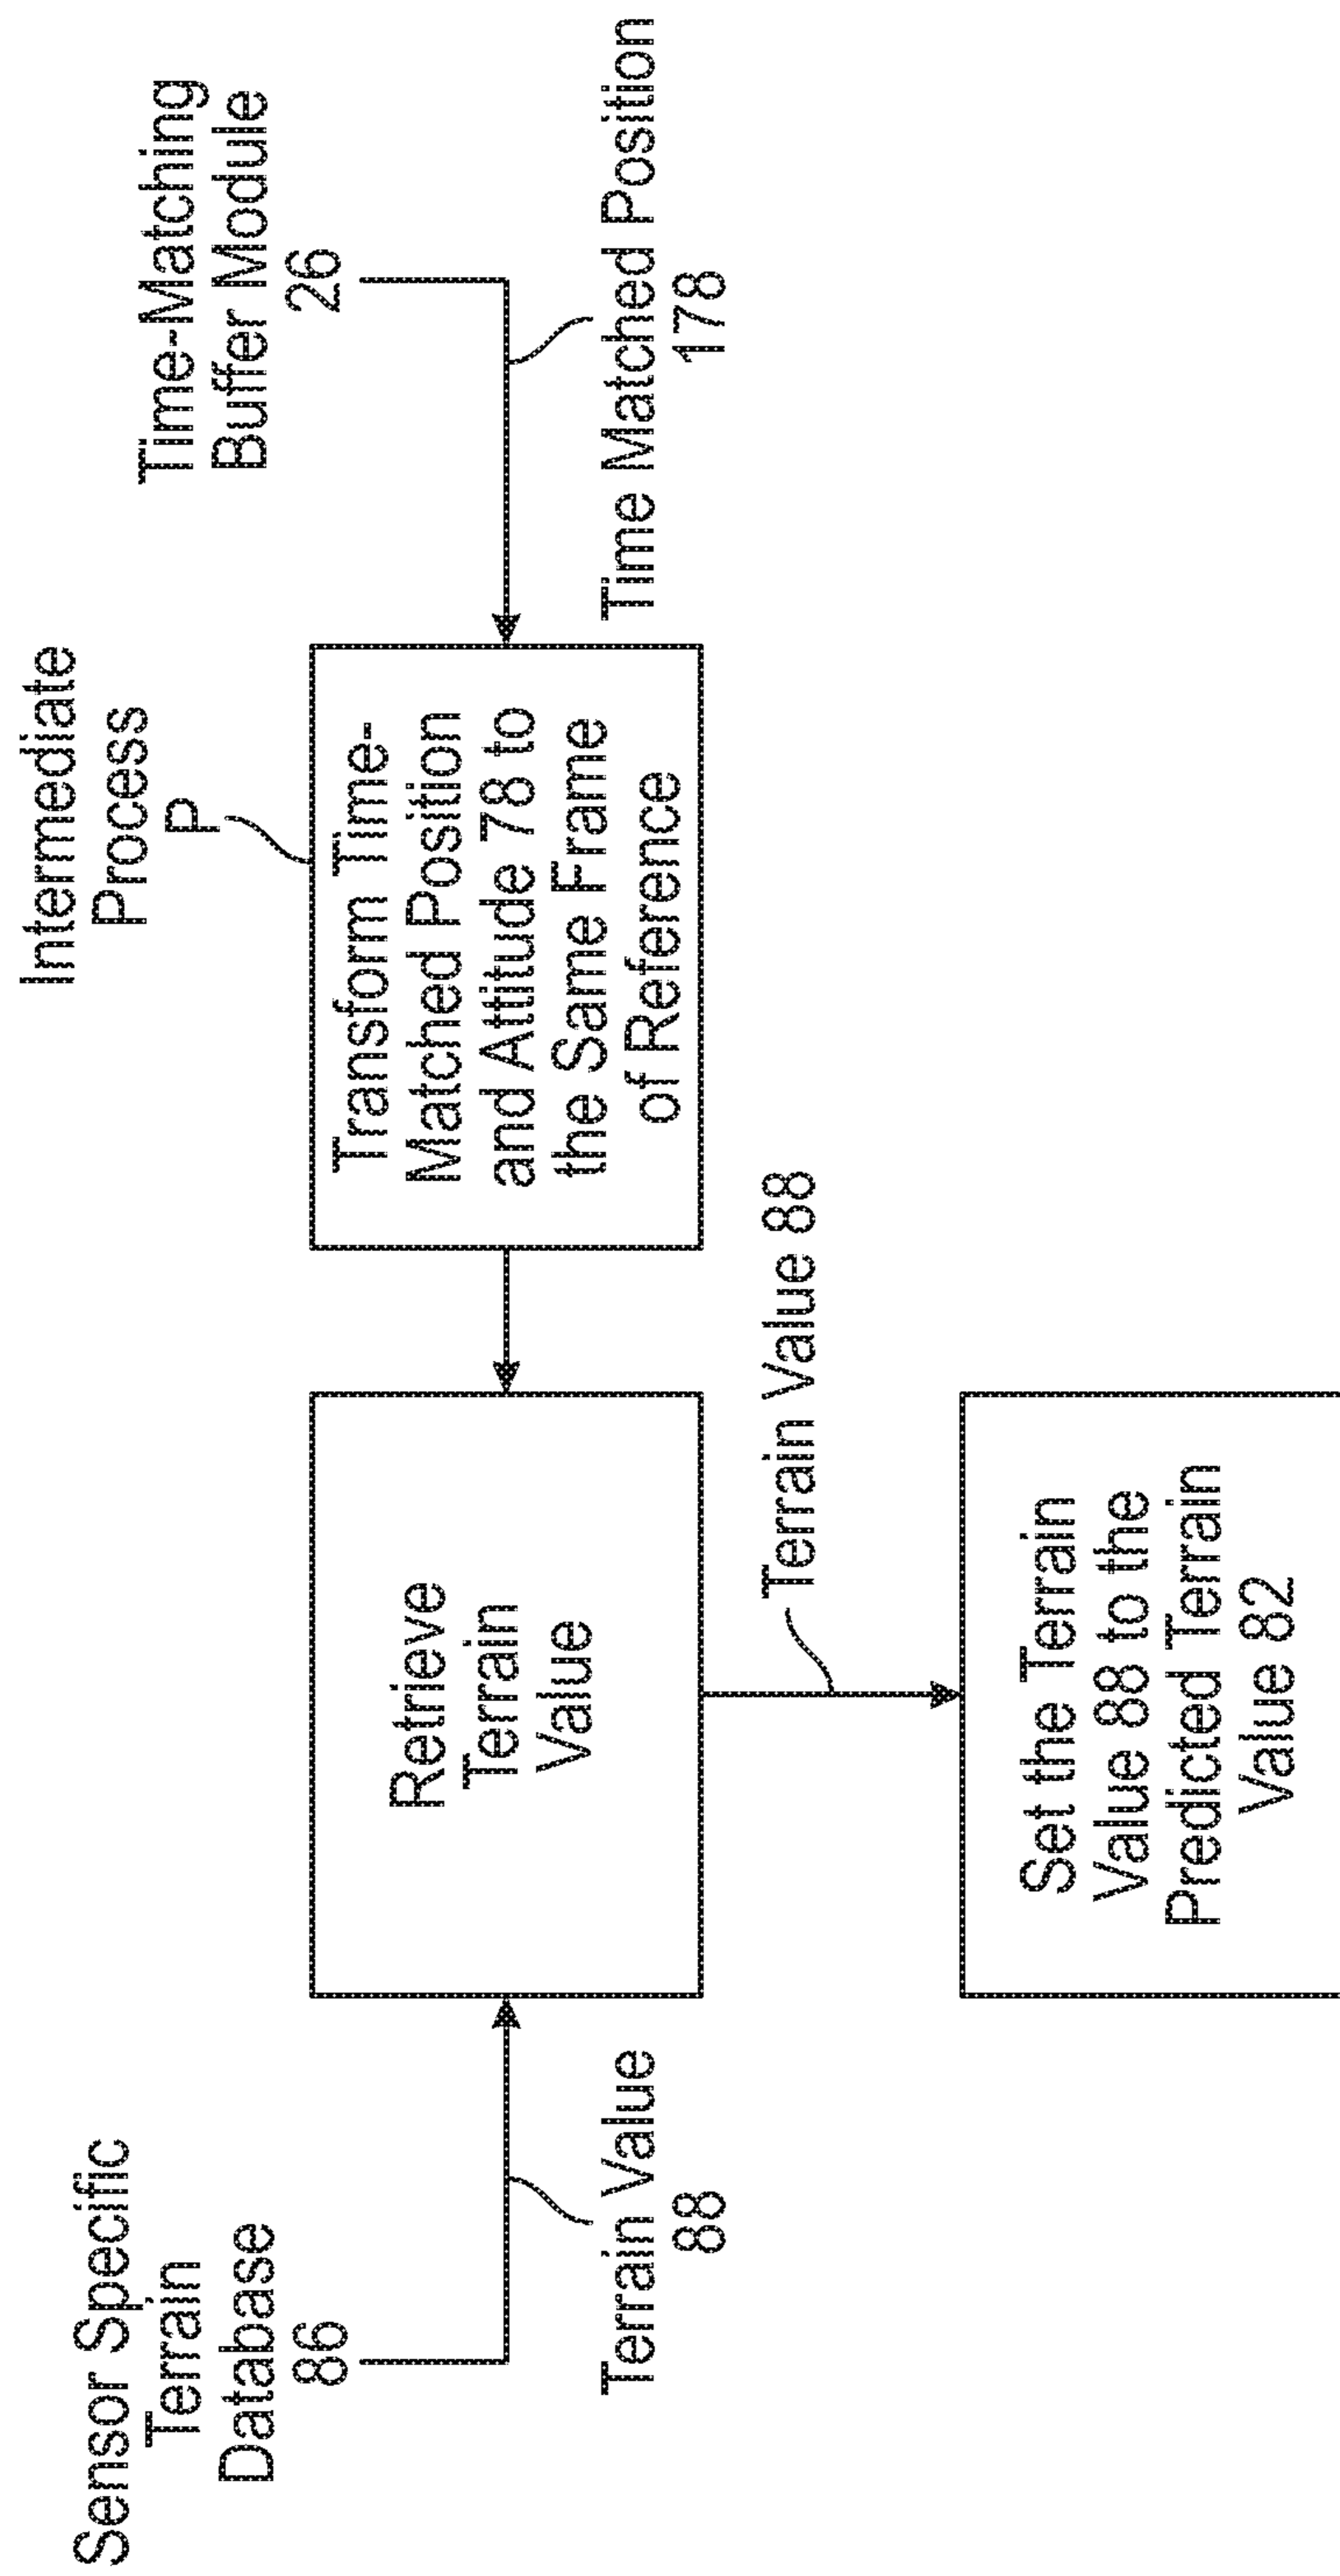 Sensor Specific
Terrain
Database
86
Terrain Value
88
Retrieve
Terrain
Value
Intermediate
Process
P
Transform Time-
Matched Position
and Attitude 78 to
the Same Frame
of Reference
Time-Matching
Buffer Module
26
Time Matched Position
178
Terrain Value 88
Set the Terrain
Value 88 to the
Predicted Terrain
Value 82